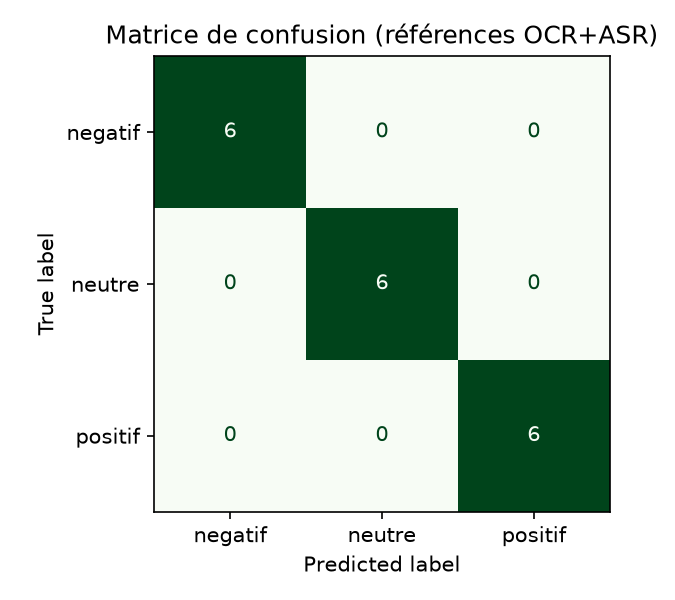 Matrice de confusion (références OCR+ASR)
negatif 6 0 0
neutre 0 6 0
positif 0 0 6
negatif neutre positif
Predicted label
True label